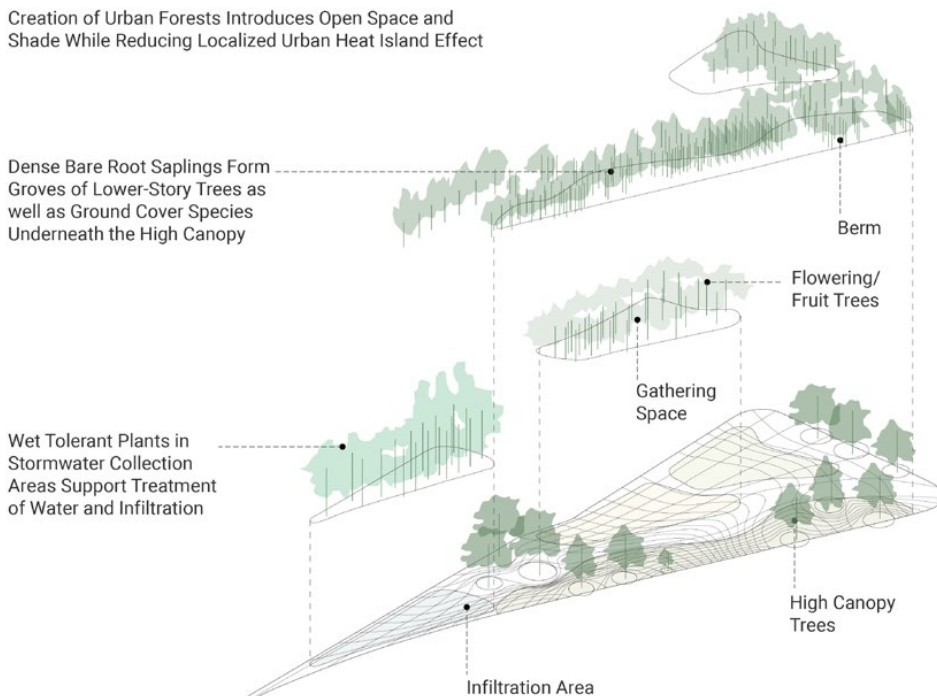 Creation of Urban Forests Introduces Open Space and
Shade While Reducing Localized Urban Heat Island Effect
Dense Bare Root Saplings Form
Groves of Lower-Story Trees as
well as Ground Cover Species
Underneath the High Canopy
Berm
Flowering/
Fruit Trees
Gathering
Space
Wet Tolerant Plants in
Stormwater Collection
Areas Support Treatment
of Water and Infiltration
High Canopy
Trees
Infiltration Area